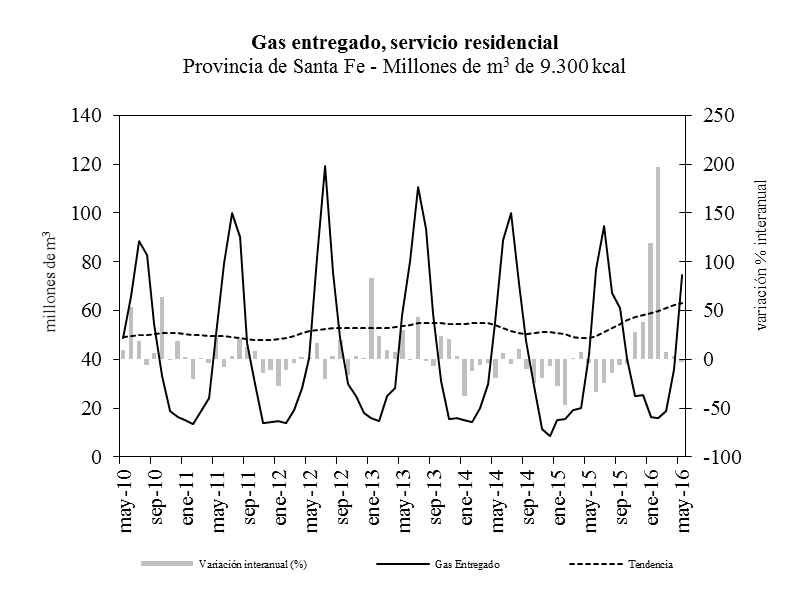 Gas entregado, servicio residencial
Provincia de Santa Fe - Millones de m³ de 9.300 kcal
millones de m³
140
120
100
80
60
40
20
0
250
200
150
100
50
0
-50
-100
variación % interanual
may-10
sep-10
ene-11
may-11
sep-11
ene-12
may-12
sep-12
ene-13
may-13
sep-13
ene-14
may-14
sep-14
ene-15
may-15
sep-15
ene-16
may-16
Variación interanual (%)
Gas Entregado
Tendencia